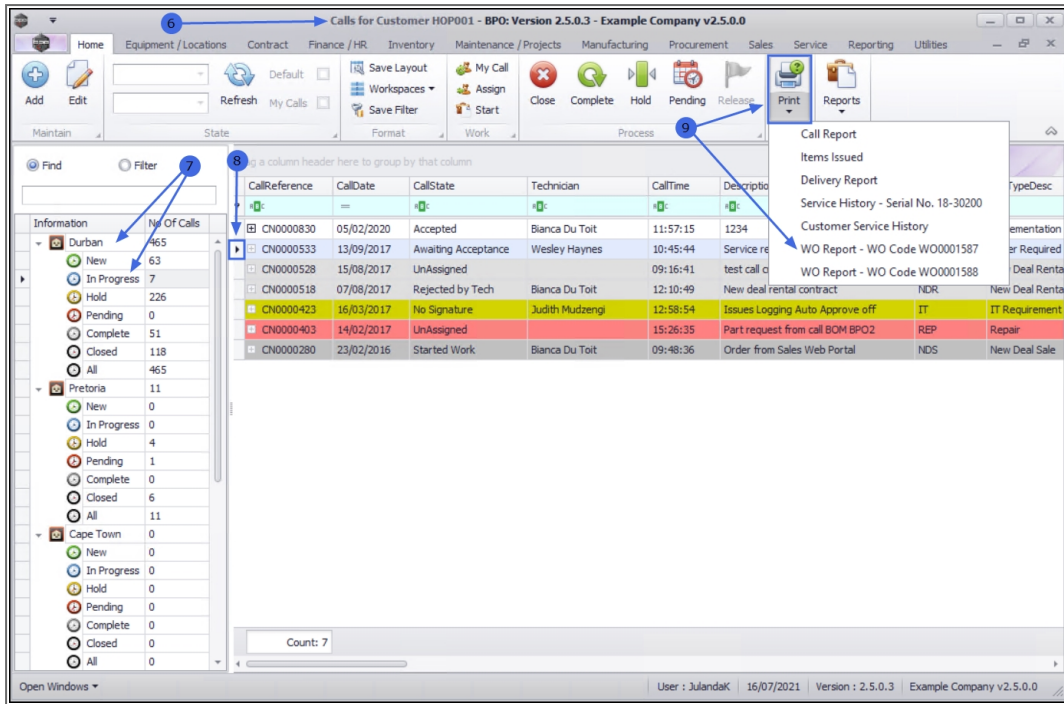 6
Calls for Customer HOP001 - BPO: Version 2.5.0.3 - Example Company v2.5.0.0
Home Equipment / Locations Contract Finance / HR Inventory Maintenance / Projects Manufacturing Procurement Sales Service Reporting Utilities
Add Edit
Refresh
Default
My Calls
Save Layout
Workspaces
Save Filter
My Call
Assign
Start
Close Complete Hold Pending Release
Print Reports
Maintain State Format Work Process
9
Call Report
Items Issued
Delivery Report
Service History - Serial No. 18-30200
Customer Service History
WO Report - WO Code WO0001587
WO Report - WO Code WO0001588
Find Filter
7
8
g a column header here to group by that column
Information No Of Calls
Durban 465
New 63
In Progress 7
Hold 226
Pending 0
Complete 51
Closed 118
All 465
Pretoria 11
New 0
In Progress 0
Hold 4
Pending 1
Complete 0
Closed 6
All 11
Cape Town 0
New 0
In Progress 0
Hold 0
Pending 0
Complete 0
Closed 0
All 0
CallReference CallDate CallState Technician CallTime Descriptio TypeDesc
CN0000830 05/02/2020 Accepted Bianca Du Toit 11:57:15 1234 ementation
CN0000533 13/09/2017 Awaiting Acceptance Wesley Haynes 10:45:44 Service re er Required
CN0000528 15/08/2017 UnAssigned 09:16:41 test call o Deal Renta
CN0000518 07/08/2017 Rejected by Tech Bianca Du Toit 12:10:49 New deal rental contract NDR New Deal Renta
CN0000423 16/03/2017 No Signature Judith Mudzengi 12:58:54 Issues Logging Auto Approve off IT IT Requirement
CN0000403 14/02/2017 UnAssigned 15:26:35 Part request from call BOM BPO2 REP Repair
CN0000280 23/02/2016 Started Work Bianca Du Toit 09:48:36 Order from Sales Web Portal NDS New Deal Sale
Count: 7
Open Windows User : JulandaK 16/07/2021 Version : 2.5.0.3 Example Company v2.5.0.0